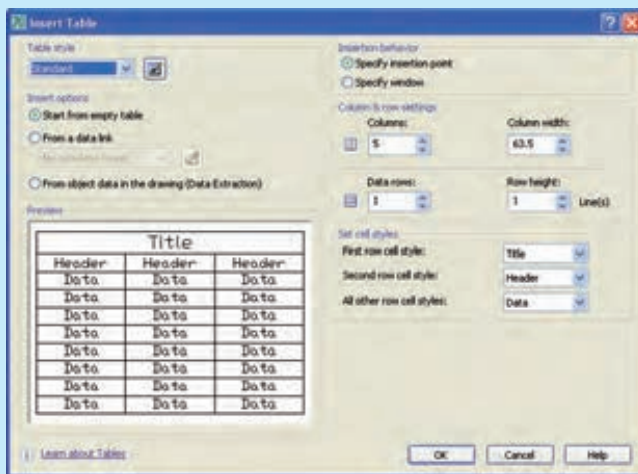 Insert Table
Table style
Standard
Insert options
Start from empty table
From a data link
From object data in the drawing (Data Extraction)
Preview
Title
Header Header Header
Data Data Data
Data Data Data
Data Data Data
Data Data Data
Data Data Data
Data Data Data
Data Data Data
Data Data Data
Learn about Tables
Insertion behavior
Specify insertion point
Specify window
Column & row settings
Columns: Column width:
5 63.5
Data rows: Row height:
1 1 Line(s)
Set cell styles
First row cell style: Title
Second row cell style: Header
All other row cell styles: Data
OK Cancel Help